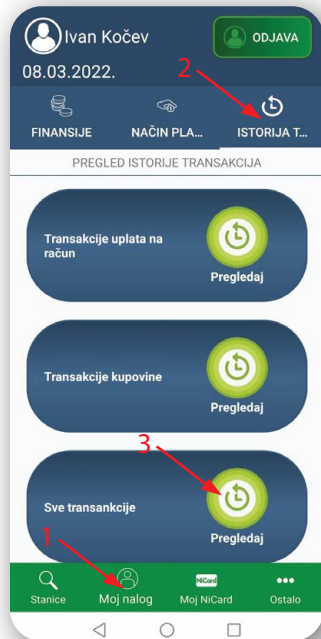 Ivan Kočev
ODJAVA
08.03.2022.
2
FINANSIJE
NAČIN PLA...
ISTORIJA T...
PREGLED ISTORIJE TRANSAKCIJA
Transakcije uplata na
račun
Pregledaj
Transakcije kupovine
Pregledaj
3
Sve transankcije
Pregledaj
1
NiCard
Stanice
Moj nalog
Moj NiCard
Ostalo